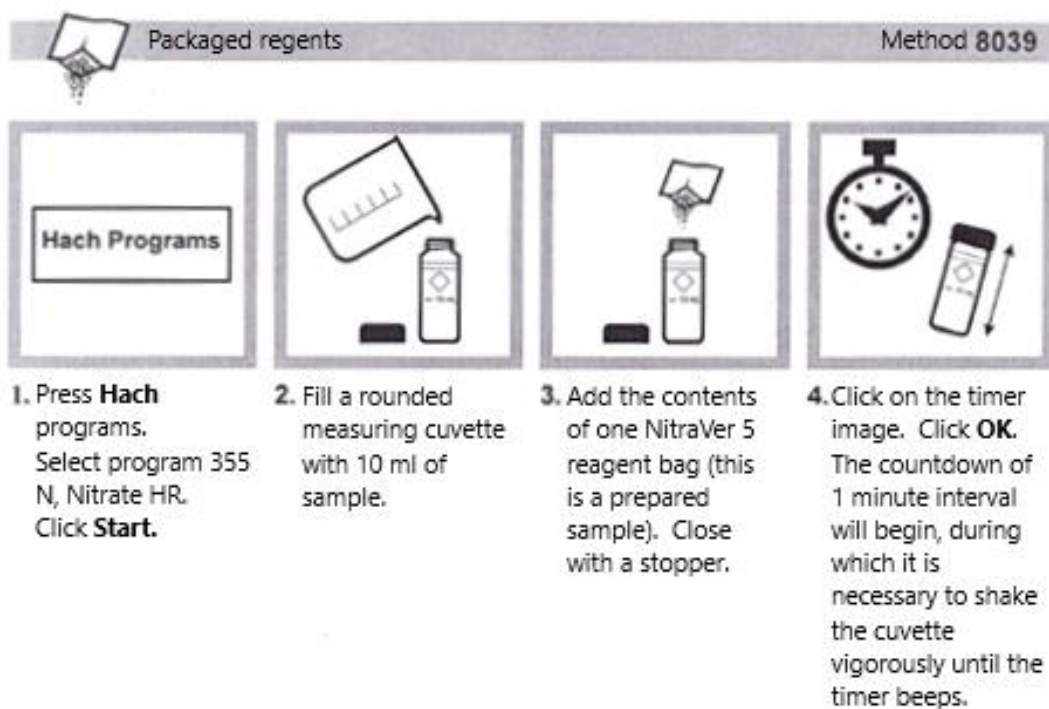 Packaged regents
Method 8039
Hach Programs
1. Press Hach
programs.
Select program 355
N, Nitrate HR.
Click Start.
2. Fill a rounded
measuring cuvette
with 10 ml of
sample.
3. Add the contents
of one NitraVer 5
reagent bag (this
is a prepared
sample). Close
with a stopper.
4. Click on the timer
image. Click OK.
The countdown of
1 minute interval
will begin, during
which it is
necessary to shake
the cuvette
vigorously until the
timer beeps.